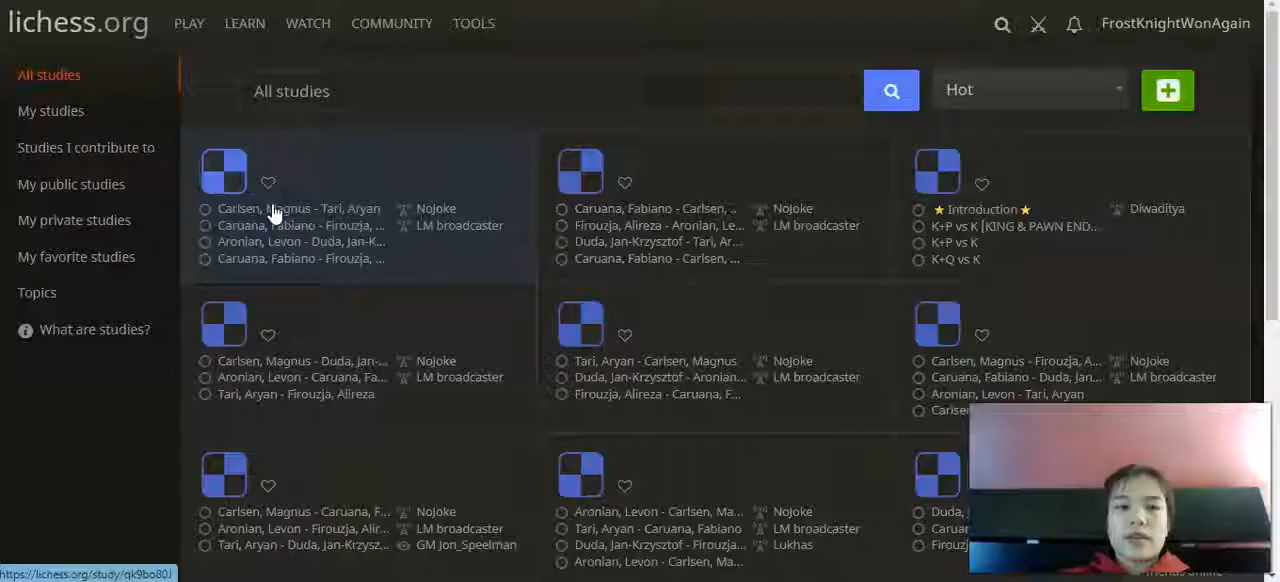 lichess.org PLAY LEARN WATCH COMMUNITY TOOLS FrostKnightWonAgain
All studies
My studies
Studies I contribute to
My public studies
My private studies
My favorite studies
Topics
What are studies?
All studies
Hot
Carlsen, Magnus - Tari, Aryan
Caruana, Fabiano - Firouzja, ...
Aronian, Levon - Duda, Jan-K...
Caruana, Fabiano - Firouzja, ...
NoJoke
LM broadcaster
Caruana, Fabiano - Carlsen, ..
Firouzja, Alireza - Aronian, Le...
Duda, Jan-Krzysztof - Tari, Ar...
Caruana, Fabiano - Carlsen, ...
NoJoke
LM broadcaster
★ Introduction ★
K+P vs K [KING & PAWN END...
K+P vs K
K+Q vs K
Diwaditya
Carlsen, Magnus - Duda, Jan-...
Aronian, Levon - Caruana, Fa...
Tari, Aryan - Firouzja, Alireza
NoJoke
LM broadcaster
Tari, Aryan - Carlsen, Magnus
Duda, Jan-Krzysztof - Aronian...
Firouzja, Alireza - Caruana, F...
NoJoke
LM broadcaster
Carlsen, Magnus - Firouzja, A...
Caruana, Fabiano - Duda, Jan...
Aronian, Levon - Tari, Aryan
Carlse
NoJoke
LM broadcaster
Carlsen, Magnus - Caruana, F...
Aronian, Levon - Firouzja, Alir...
Tari, Aryan - Duda, Jan-Krzysz...
NoJoke
LM broadcaster
GM Jon_Speelman
Aronian, Levon - Carlsen, Ma...
Tari, Aryan - Caruana, Fabiano
Duda, Jan-Krzysztof - Firouzja...
Aronian, Levon - Carlsen, Ma...
NoJoke
LM broadcaster
Lukhas
Duda,
Carua
Firouz
https://lichess.org/study/qk9bo80J